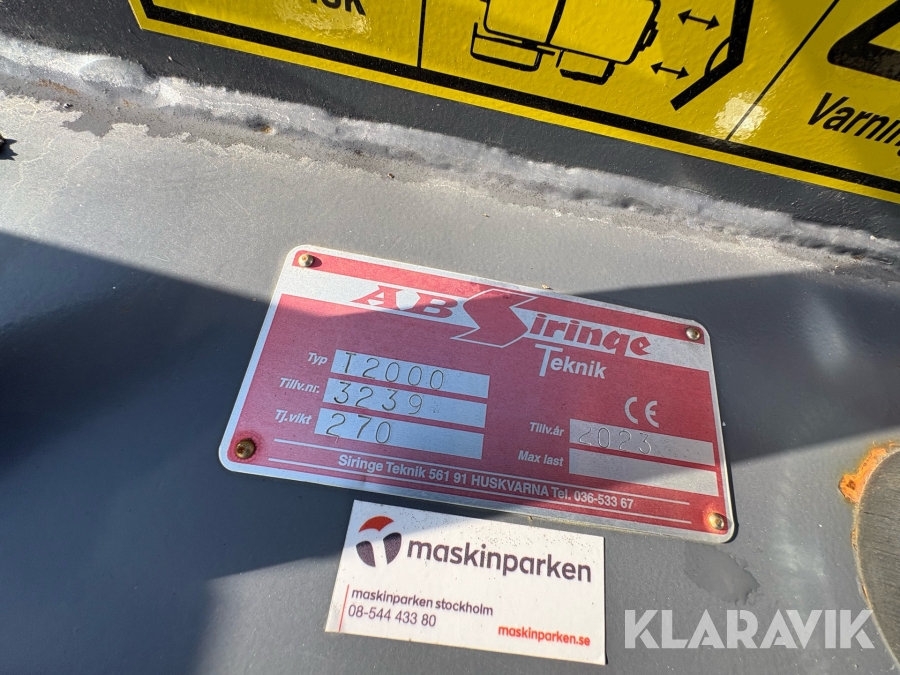 Varning
AB Siringe
Teknik
Typ T2000
Tillv.nr. 3239
Tj.vikt 270
CE
Tillv.år 2023
Max last
Siringe Teknik 561 91 HUSKVARNA Tel. 036-533 67
maskinparken
maskinparken stockholm
08-544 433 80
maskinparken.se
KLARAVIK